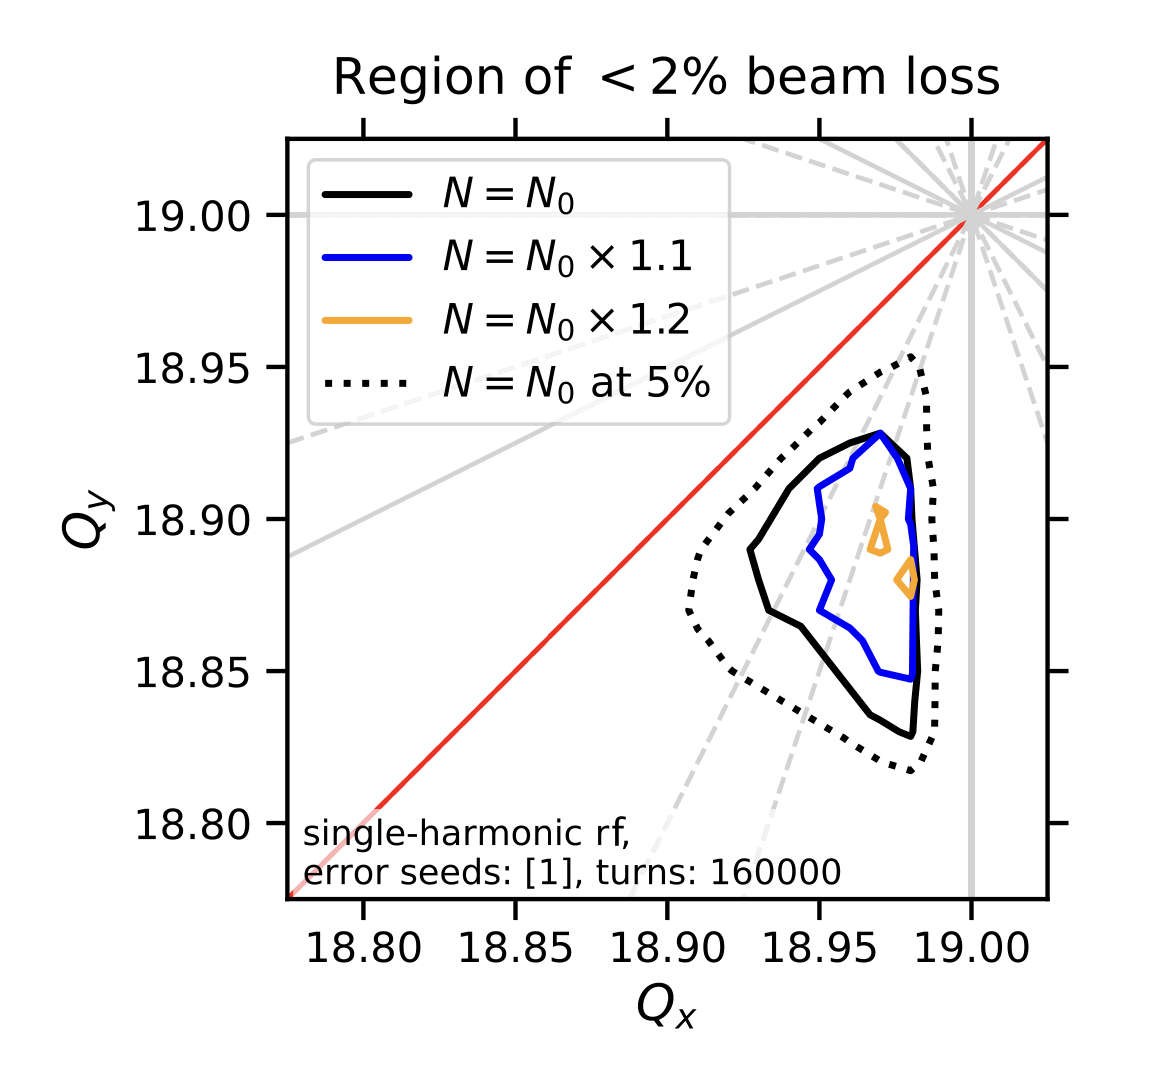 Region of < 2% beam loss
N = N₀
N = N₀ × 1.1
N = N₀ × 1.2
N = N₀ at 5%
19.00
18.95
18.90
18.85
18.80
Q_y
single-harmonic rf,
error seeds: [1], turns: 160000
18.80 18.85 18.90 18.95 19.00
Qₓ